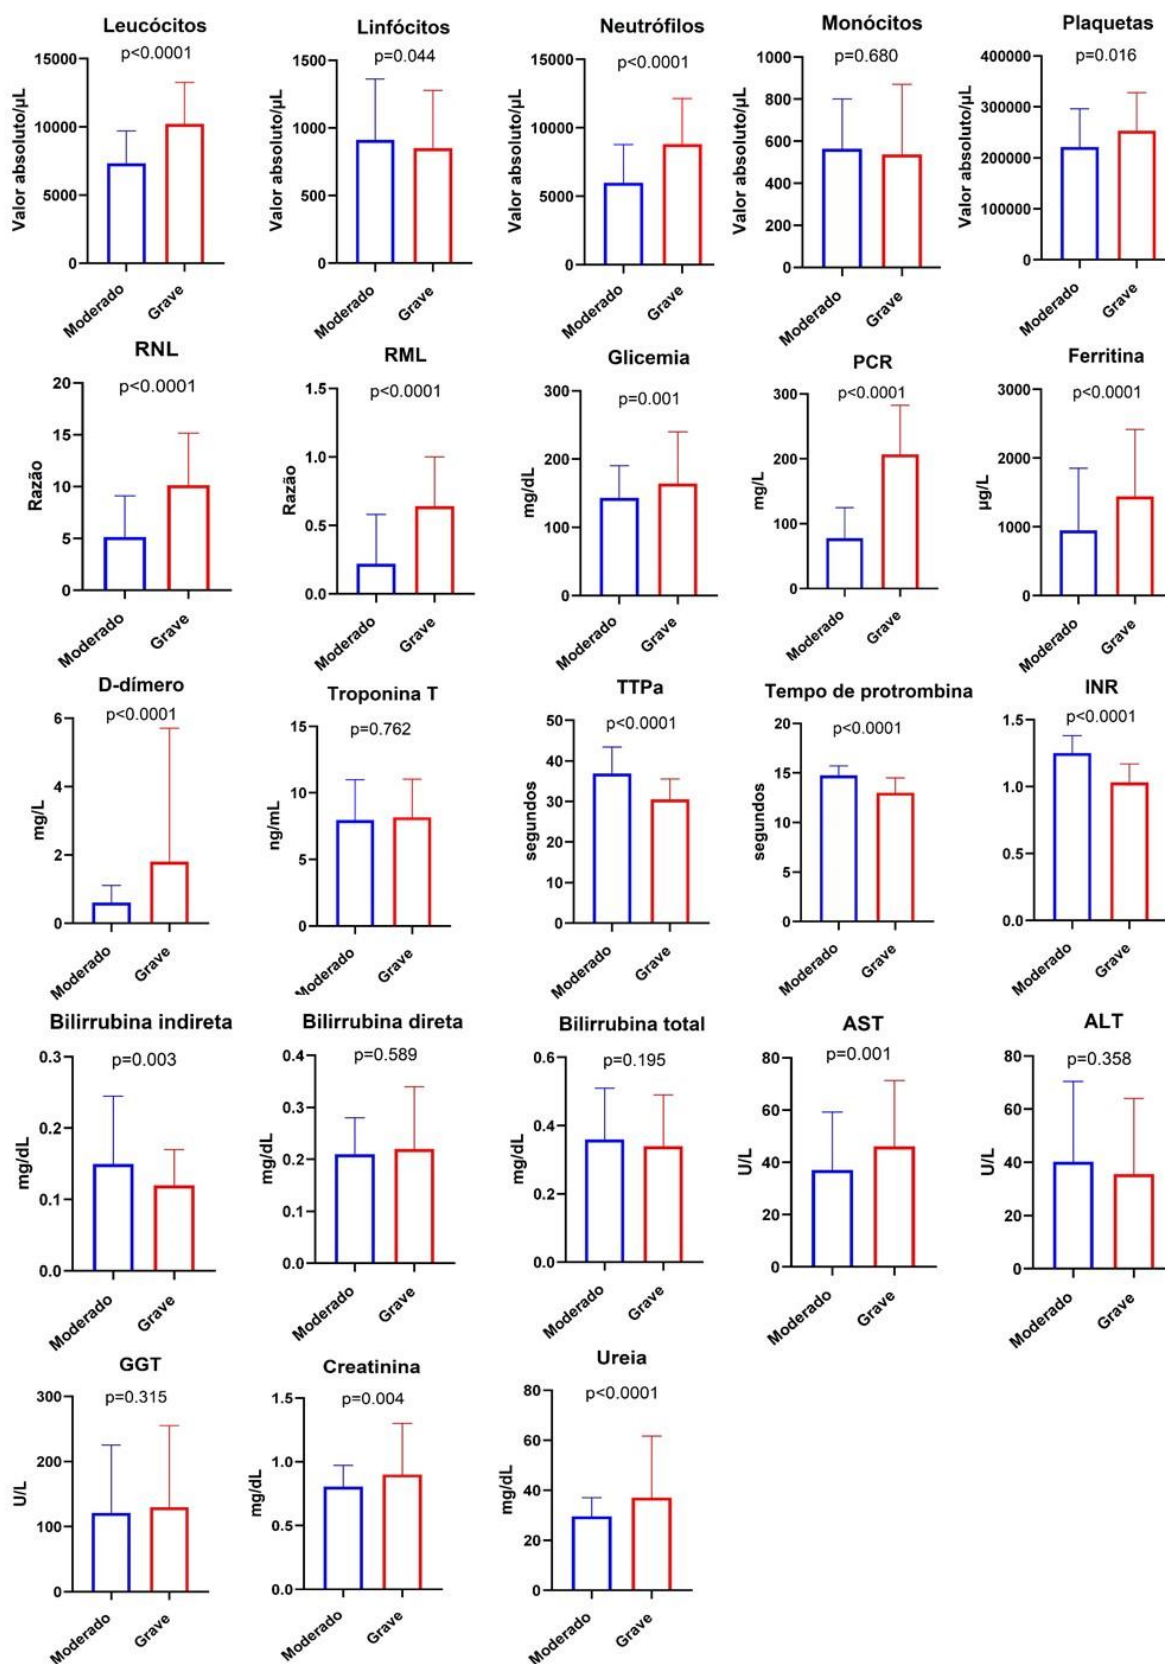 Leucócitos
p<0.0001
Valor absoluto/µL
15000
10000
5000
0
Moderado
Grave
Linfócitos
p=0.044
Valor absoluto/µL
1500
1000
500
0
Moderado
Grave
Neutrófilos
p<0.0001
Valor absoluto/µL
15000
10000
5000
0
Moderado
Grave
Monócitos
p=0.680
Valor absoluto/µL
1000
800
600
400
200
0
Moderado
Grave
Plaquetas
p=0.016
Valor absoluto/µL
400000
300000
200000
100000
0
Moderado
Grave
RNL
p<0.0001
Razão
20
15
10
5
0
Moderado
Grave
RML
p<0.0001
Razão
1.5
1.0
0.5
0.0
Moderado
Grave
Glicemia
p=0.001
mg/dL
300
200
100
0
Moderado
Grave
PCR
p<0.0001
mg/L
300
200
100
0
Moderado
Grave
Ferritina
p<0.0001
µg/L
3000
2000
1000
0
Moderado
Grave
D-dímero
p<0.0001
mg/L
6
4
2
0
Moderado
Grave
Troponina T
p=0.762
ng/mL
15
10
5
0
Moderado
Grave
TTPa
p<0.0001
segundos
50
40
30
20
10
0
Moderado
Grave
Tempo de protrombina
p<0.0001
segundos
20
15
10
5
0
Moderado
Grave
INR
p<0.0001
1.5
1.0
0.5
0.0
Moderado
Grave
Bilirrubina indireta
p=0.003
mg/dL
0.3
0.2
0.1
0.0
Moderado
Grave
Bilirrubina direta
p=0.589
mg/dL
0.4
0.3
0.2
0.1
0.0
Moderado
Grave
Bilirrubina total
p=0.195
mg/dL
0.6
0.4
0.2
0.0
Moderado
Grave
AST
p=0.001
U/L
80
60
40
20
0
Moderado
Grave
ALT
p=0.358
U/L
80
60
40
20
0
Moderado
Grave
GGT
p=0.315
U/L
300
200
100
0
Moderado
Grave
Creatinina
p=0.004
mg/dL
1.5
1.0
0.5
0.0
Moderado
Grave
Ureia
p<0.0001
mg/dL
80
60
40
20
0
Moderado
Grave